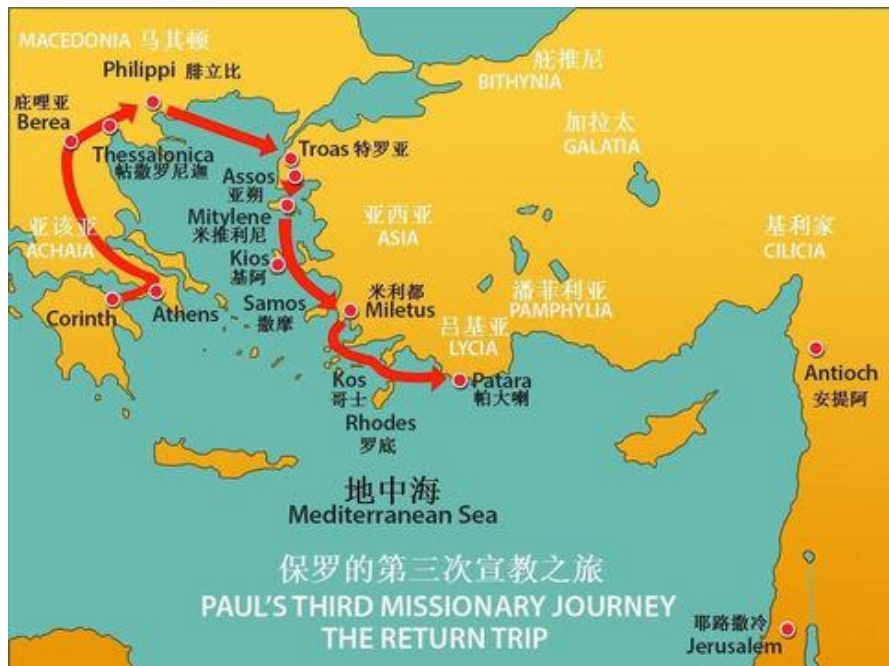 MACEDONIA 马其顿
Philippi 腓立比
庇推尼
BITHYNIA
庇哩亚
Berea
Thessalonica
帖撒罗尼迦
Troas 特罗亚
加拉太
GALATIA
Assos
亚朔
Mitylene
米推利尼
亚西亚
ASIA
亚该亚
ACHAIA
基利家
CILICIA
Kios
基阿
Corinth
Athens
Samos
撒摩
米利都
Miletus
潘菲利亚
PAMPHYLIA
吕基亚
LYCIA
Kos
哥士
Patara
帕大喇
Antioch
安提阿
Rhodes
罗底
地中海
Mediterranean Sea
保罗的第三次宣教之旅
PAUL'S THIRD MISSIONARY JOURNEY
THE RETURN TRIP
耶路撒冷
Jerusalem